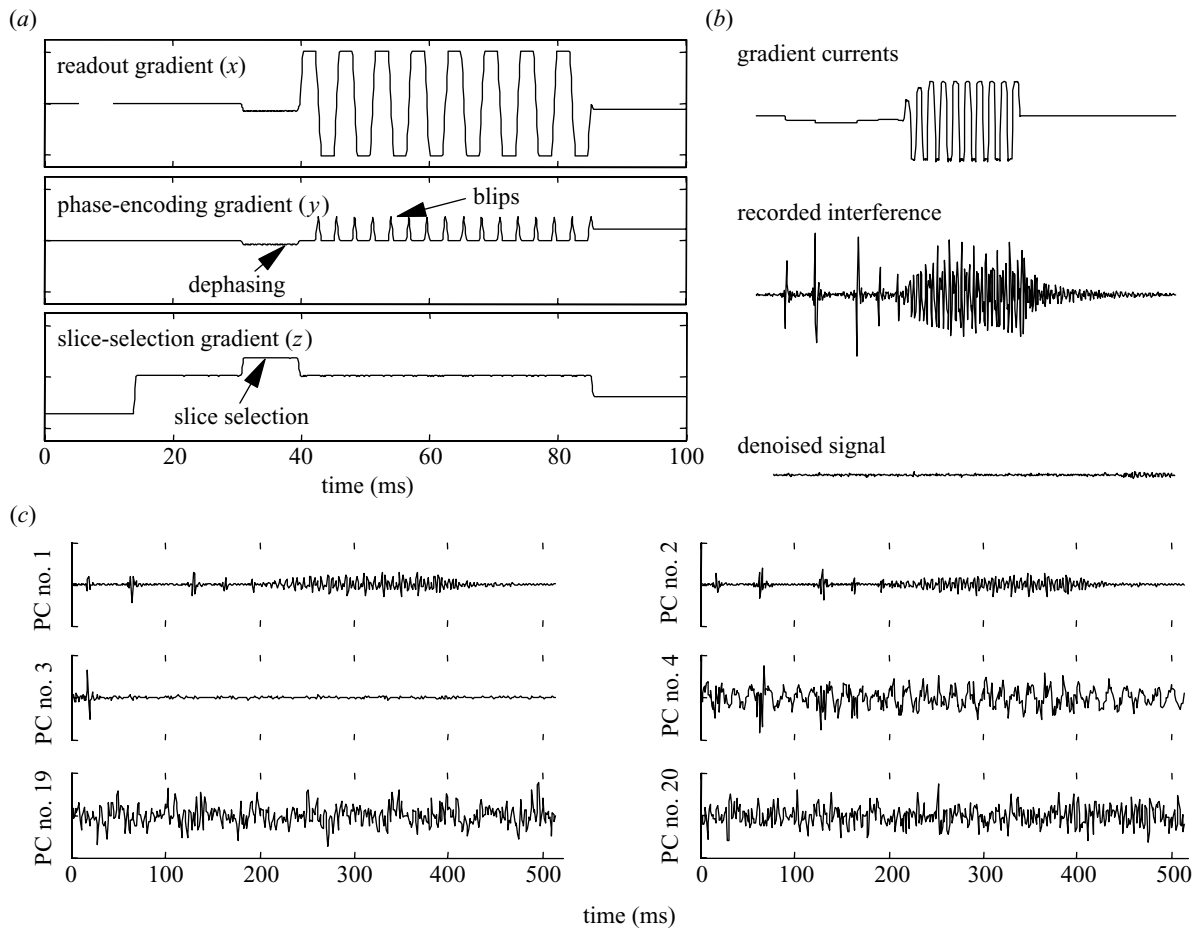 (a)
readout gradient (x)
phase-encoding gradient (y)
blips
dephasing
slice-selection gradient (z)
slice selection
0 20 40 60 80 100
time (ms)
(b)
gradient currents
recorded interference
denoised signal
(c)
PC no. 1
PC no. 2
PC no. 3
PC no. 4
PC no. 19
PC no. 20
0 100 200 300 400 500
0 100 200 300 400 500
time (ms)